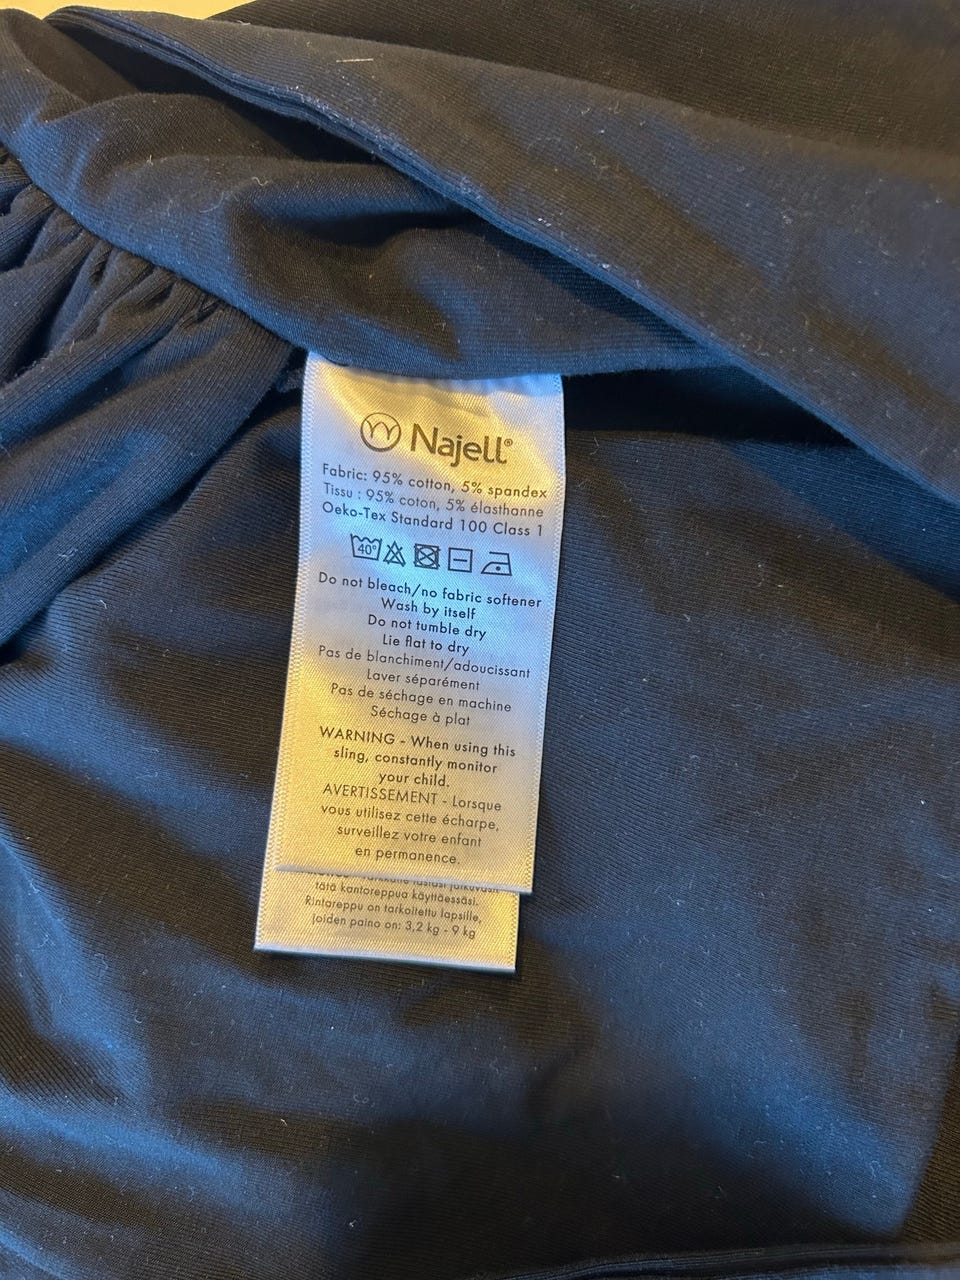 Najell®
Fabric: 95% cotton, 5% spandex
Tissu : 95% coton, 5% élasthanne
Oeko-Tex Standard 100 Class 1
40°
Do not bleach/no fabric softener
Wash by itself
Do not tumble dry
Lie flat to dry
Pas de blanchiment/adoucissant
Laver séparément
Pas de séchage en machine
Séchage à plat
WARNING - When using this
sling, constantly monitor
your child.
AVERTISSEMENT - Lorsque
vous utilisez cette écharpe,
surveillez votre enfant
en permanence.
lastasi jatkuvasti
tätä kantoreppua käyttäessäsi.
Rintareppu on tarkoitettu lapsille,
joiden paino on: 3,2 kg - 9 kg